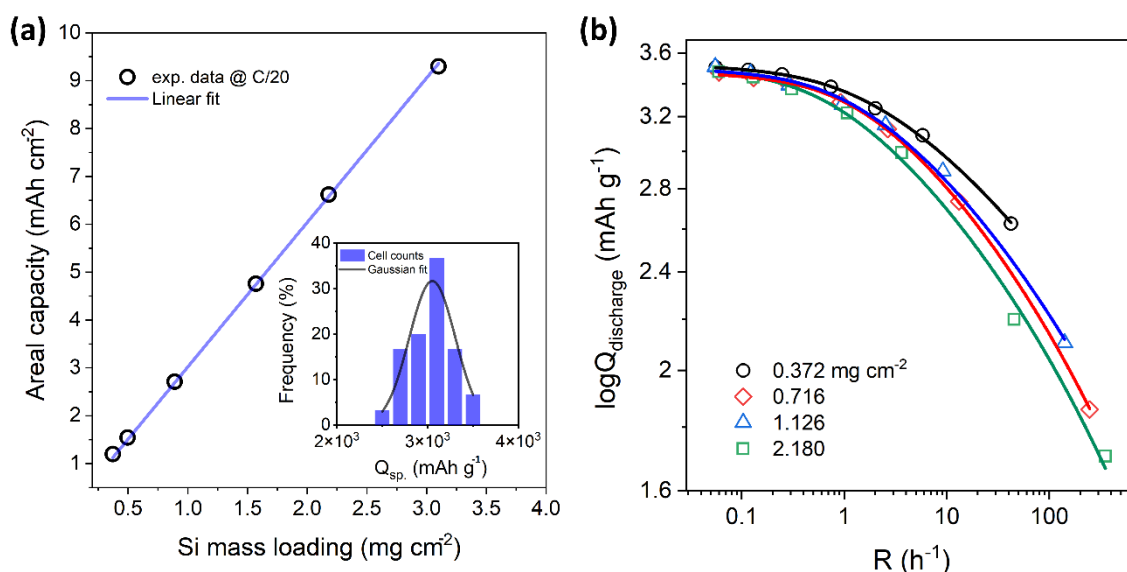 (a)
Areal capacity (mAh cm⁻²)
10
9
8
7
6
5
4
3
2
1
exp. data @ C/20
Linear fit
0.5 1.0 1.5 2.0 2.5 3.0 3.5 4.0
Si mass loading (mg cm⁻²)
Frequency (%)
40
30
20
10
0
Cell counts
Gaussian fit
2×10³ 3×10³ 4×10³
Qsp. (mAh g⁻¹)
(b)
logQdischarge (mAh g⁻¹)
3.6
3.2
2.8
2.4
2
1.6
0.372 mg cm⁻²
0.716
1.126
2.180
0.1 1 10 100
R (h⁻¹)